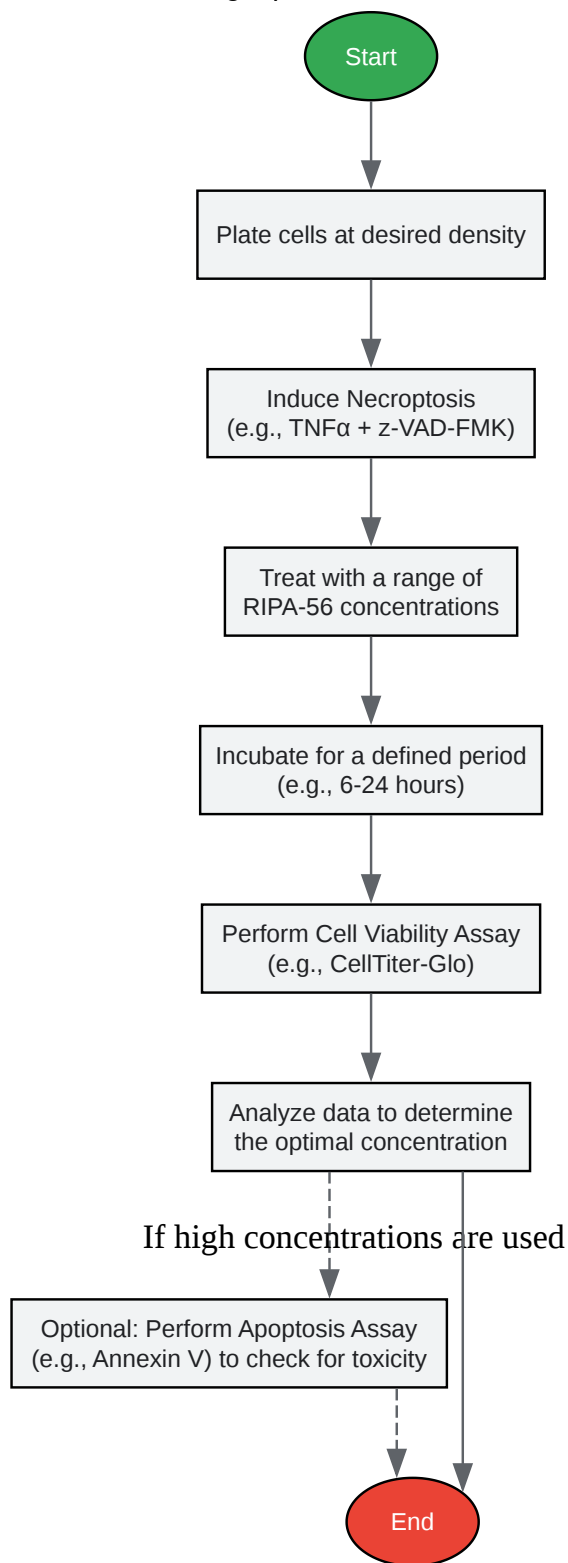 Start
Plate cells at desired density
Induce Necroptosis
(e.g., TNFα + z-VAD-FMK)
Treat with a range of
RIPA-56 concentrations
Incubate for a defined period
(e.g., 6-24 hours)
Perform Cell Viability Assay
(e.g., CellTiter-Glo)
Analyze data to determine
the optimal concentration
If high concentrations are used
Optional: Perform Apoptosis Assay
(e.g., Annexin V) to check for toxicity
End